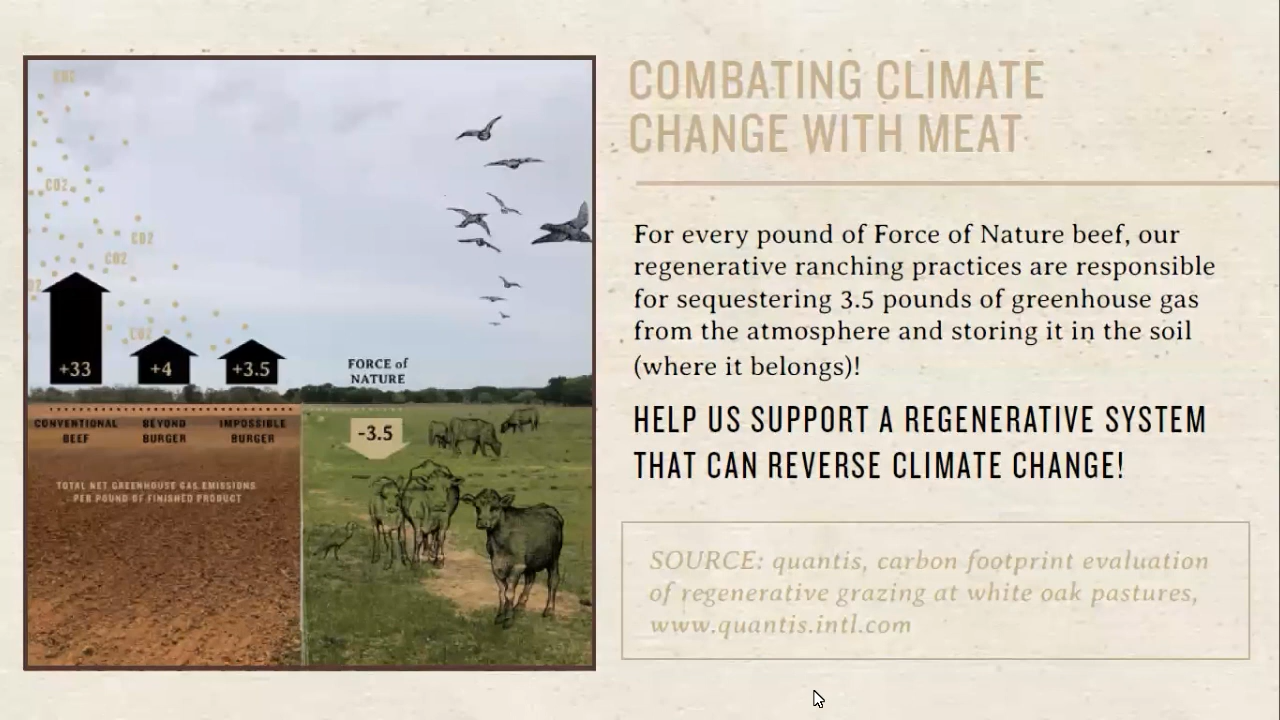 COMBATING CLIMATE
CHANGE WITH MEAT
For every pound of Force of Nature beef, our
regenerative ranching practices are responsible
for sequestering 3.5 pounds of greenhouse gas
from the atmosphere and storing it in the soil
(where it belongs)!
HELP US SUPPORT A REGENERATIVE SYSTEM
THAT CAN REVERSE CLIMATE CHANGE!
SOURCE: quantis, carbon footprint evaluation
of regenerative grazing at white oak pastures,
www.quantis.intl.com
CO2
CO2
CO2
CO2
+33
+4
+3.5
FORCE of
NATURE
-3.5
CONVENTIONAL
BEEF
BEYOND
BURGER
IMPOSSIBLE
BURGER
TOTAL NET GREENHOUSE GAS EMISSIONS
PER POUND OF FINISHED PRODUCT